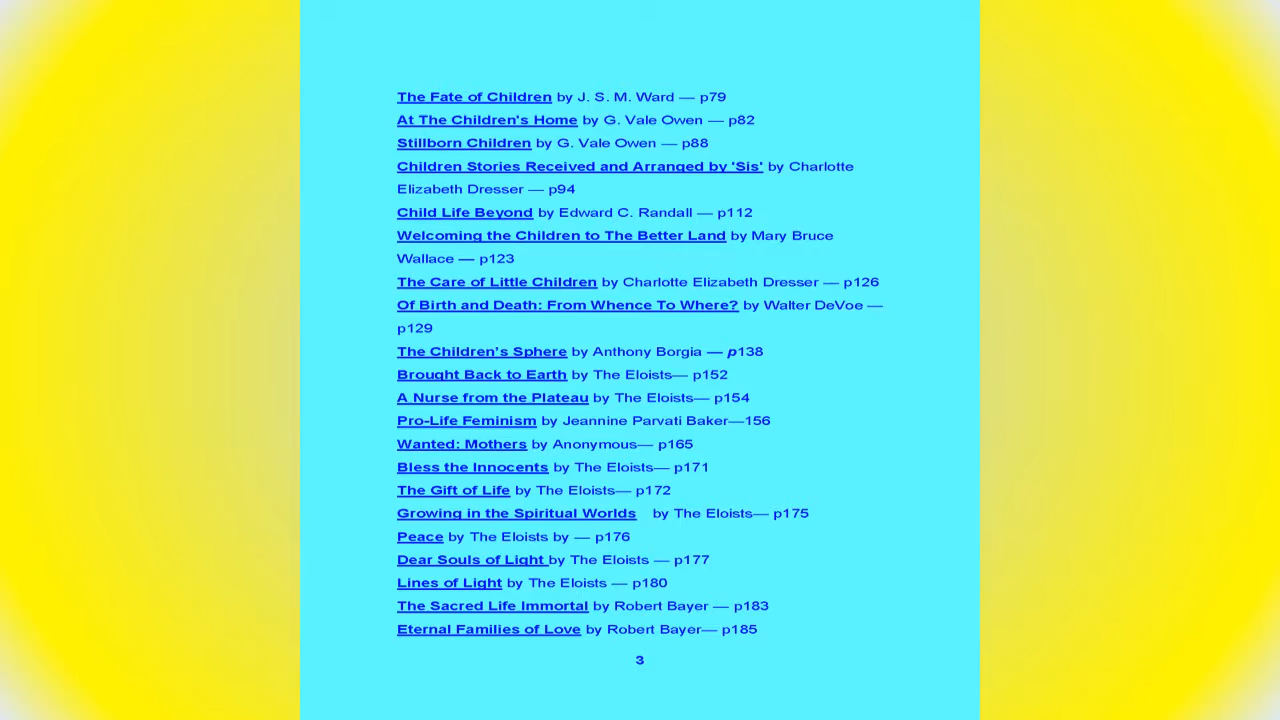 The Fate of Children by J. S. M. Ward — p79
At The Children's Home by G. Vale Owen — p82
Stillborn Children by G. Vale Owen — p88
Children Stories Received and Arranged by 'Sis' by Charlotte
Elizabeth Dresser — p94
Child Life Beyond by Edward C. Randall — p112
Welcoming the Children to The Better Land by Mary Bruce
Wallace — p123
The Care of Little Children by Charlotte Elizabeth Dresser — p126
Of Birth and Death: From Whence To Where? by Walter DeVoe —
p129
The Children's Sphere by Anthony Borgia — p138
Brought Back to Earth by The Eloists— p152
A Nurse from the Plateau by The Eloists— p154
Pro-Life Feminism by Jeannine Parvati Baker—156
Wanted: Mothers by Anonymous— p165
Bless the Innocents by The Eloists— p171
The Gift of Life by The Eloists— p172
Growing in the Spiritual Worlds by The Eloists— p175
Peace by The Eloists by — p176
Dear Souls of Light by The Eloists — p177
Lines of Light by The Eloists — p180
The Sacred Life Immortal by Robert Bayer — p183
Eternal Families of Love by Robert Bayer— p185
3